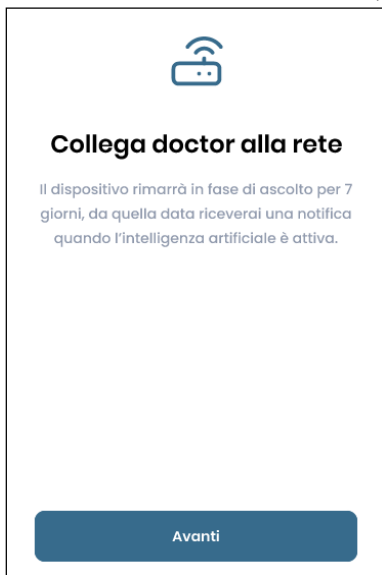 Collega doctor alla rete
Il dispositivo rimarrà in fase di ascolto per 7
giorni, da quella data riceverai una notifica
quando l'intelligenza artificiale è attiva.
Avanti